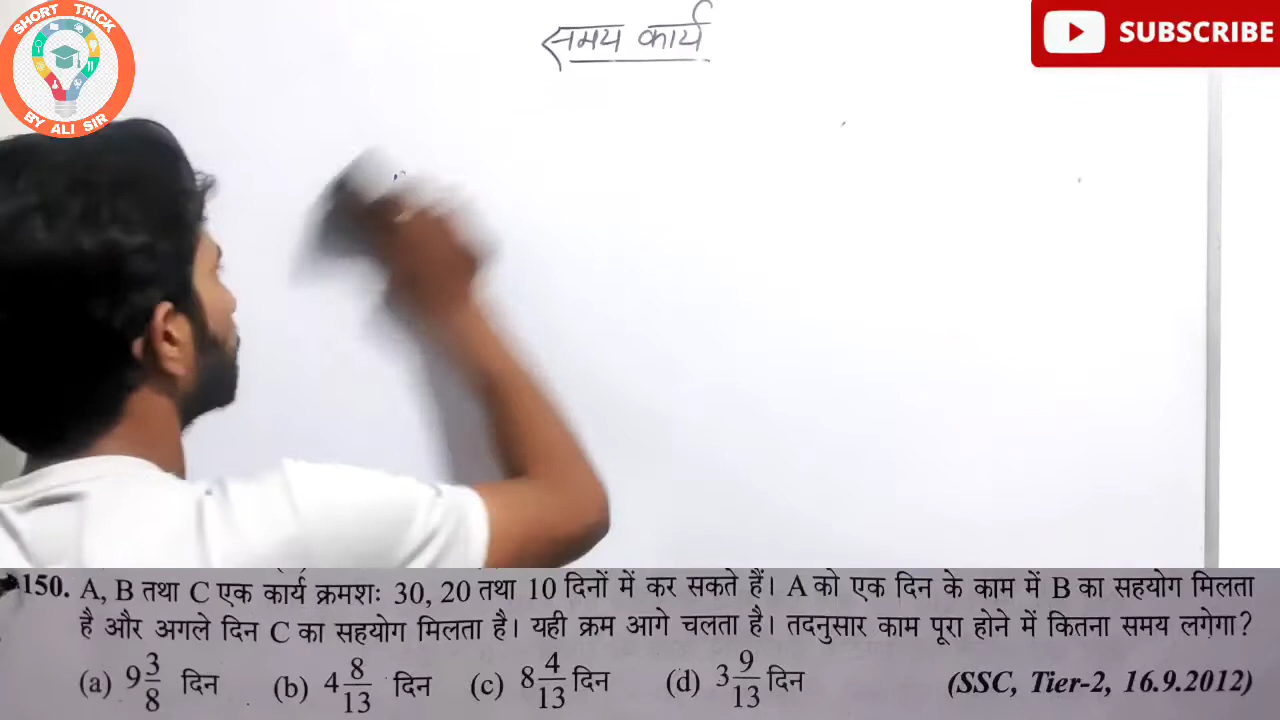 SHORT TRICK
BY ALI SIR
समय कार्य
SUBSCRIBE
150. A, B तथा C एक कार्य क्रमशः 30, 20 तथा 10 दिनों में कर सकते हैं। A को एक दिन के काम में B का सहयोग मिलता
है और अगले दिन C का सहयोग मिलता है। यही क्रम आगे चलता है। तदनुसार काम पूरा होने में कितना समय लगेगा?
(a) 9 3/8 दिन (b) 4 8/13 दिन (c) 8 4/13 दिन (d) 3 9/13 दिन (SSC, Tier-2, 16.9.2012)